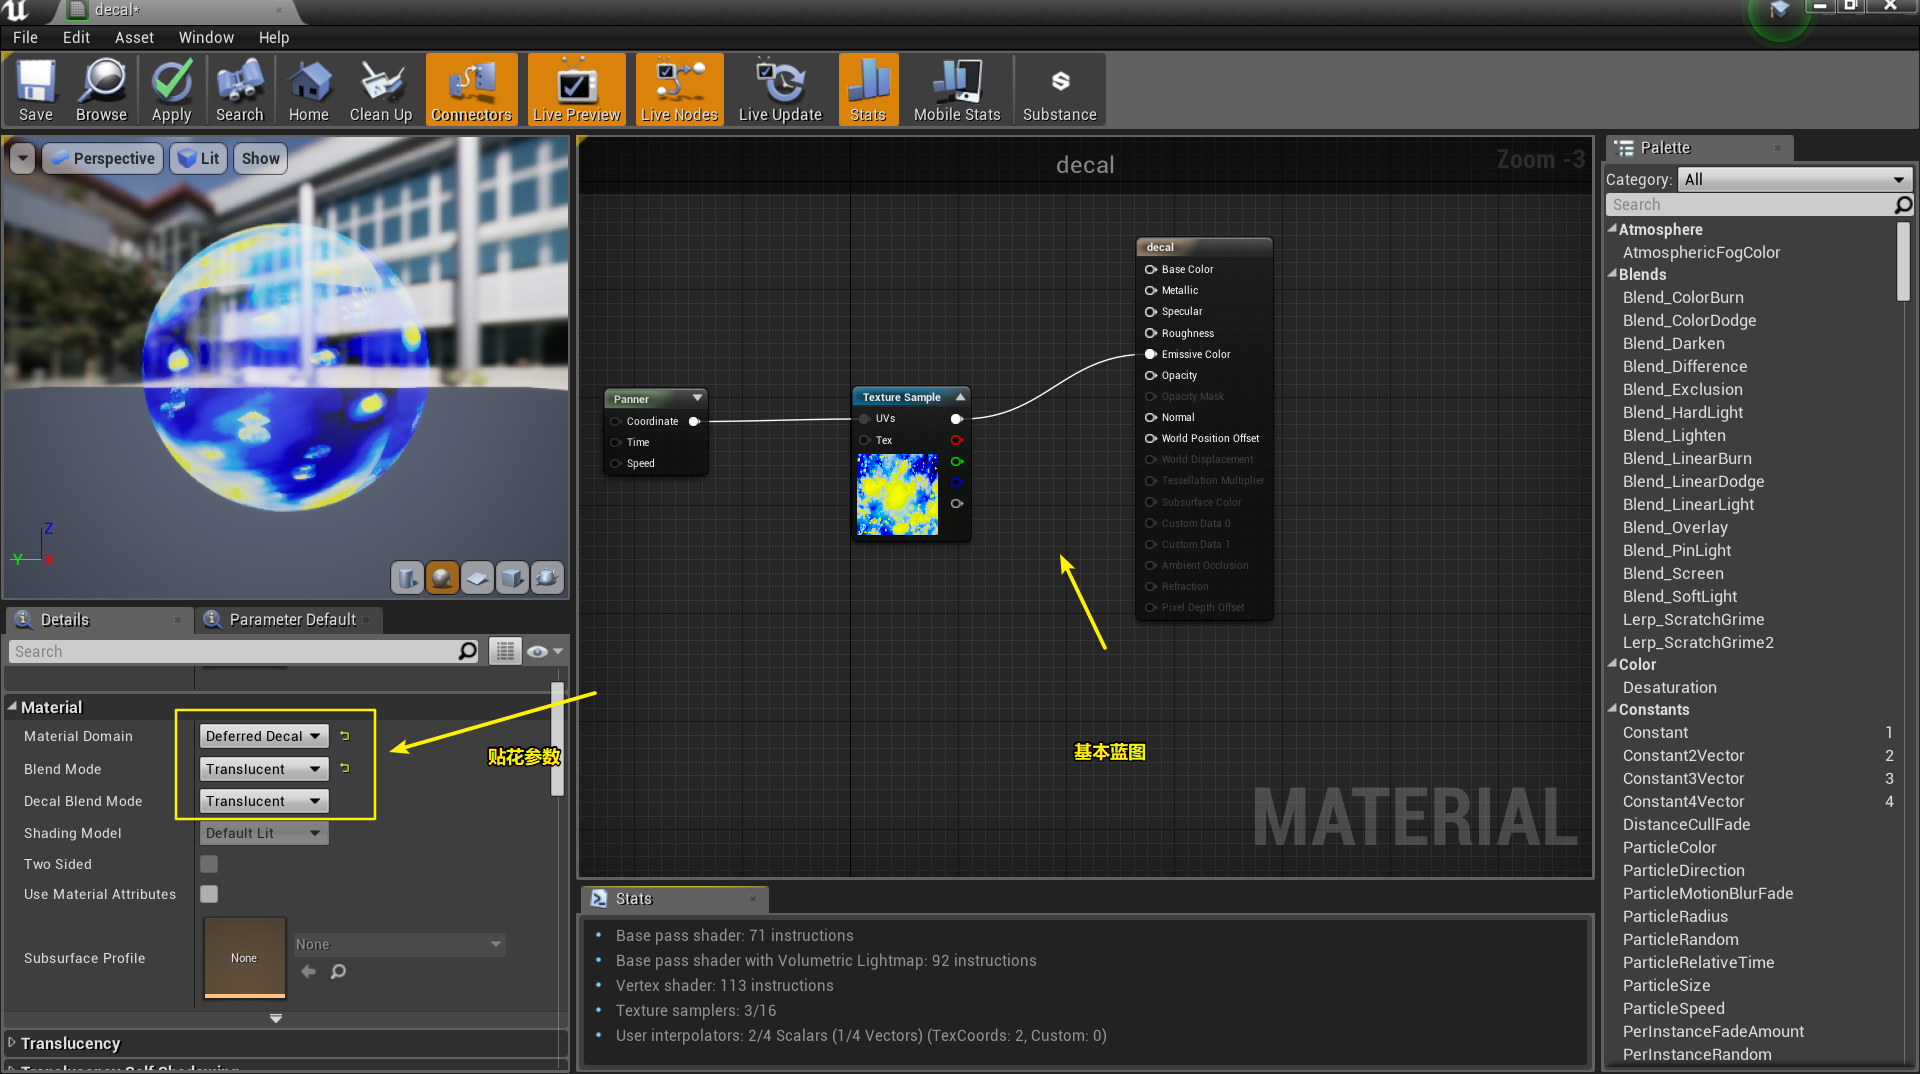 decal*
File Edit Asset Window Help
Save Browse Apply Search Home Clean Up Connectors Live Preview Live Nodes Live Update Stats Mobile Stats Substance
Perspective Lit Show
Z
Y X
decal
Zoom -3
Panner
Coordinate
Time
Speed
Texture Sample
UVs
Tex
decal
Base Color
Metallic
Specular
Roughness
Emissive Color
Opacity
Opacity Mask
Normal
World Position Offset
World Displacement
Tessellation Multiplier
Subsurface Color
Custom Data 0
Custom Data 1
Ambient Occlusion
Refraction
Pixel Depth Offset
基本蓝图
MATERIAL
Details Parameter Default
Search
Material
Material Domain Deferred Decal
Blend Mode Translucent
Decal Blend Mode Translucent
Shading Model Default Lit
Two Sided
Use Material Attributes
Subsurface Profile None None
Translucency
Translucency Self Shadowing
贴花参数
Stats
Base pass shader: 71 instructions
Base pass shader with Volumetric Lightmap: 92 instructions
Vertex shader: 113 instructions
Texture samplers: 3/16
User interpolators: 2/4 Scalars (1/4 Vectors) (TexCoords: 2, Custom: 0)
Palette
Category: All
Search
Atmosphere
AtmosphericFogColor
Blends
Blend_ColorBurn
Blend_ColorDodge
Blend_Darken
Blend_Difference
Blend_Exclusion
Blend_HardLight
Blend_Lighten
Blend_LinearBurn
Blend_LinearDodge
Blend_LinearLight
Blend_Overlay
Blend_PinLight
Blend_Screen
Blend_SoftLight
Lerp_ScratchGrime
Lerp_ScratchGrime2
Color
Desaturation
Constants
Constant 1
Constant2Vector 2
Constant3Vector 3
Constant4Vector 4
DistanceCullFade
ParticleColor
ParticleDirection
ParticleMotionBlurFade
ParticleRadius
ParticleRandom
ParticleRelativeTime
ParticleSize
ParticleSpeed
PerInstanceFadeAmount
PerInstanceRandom